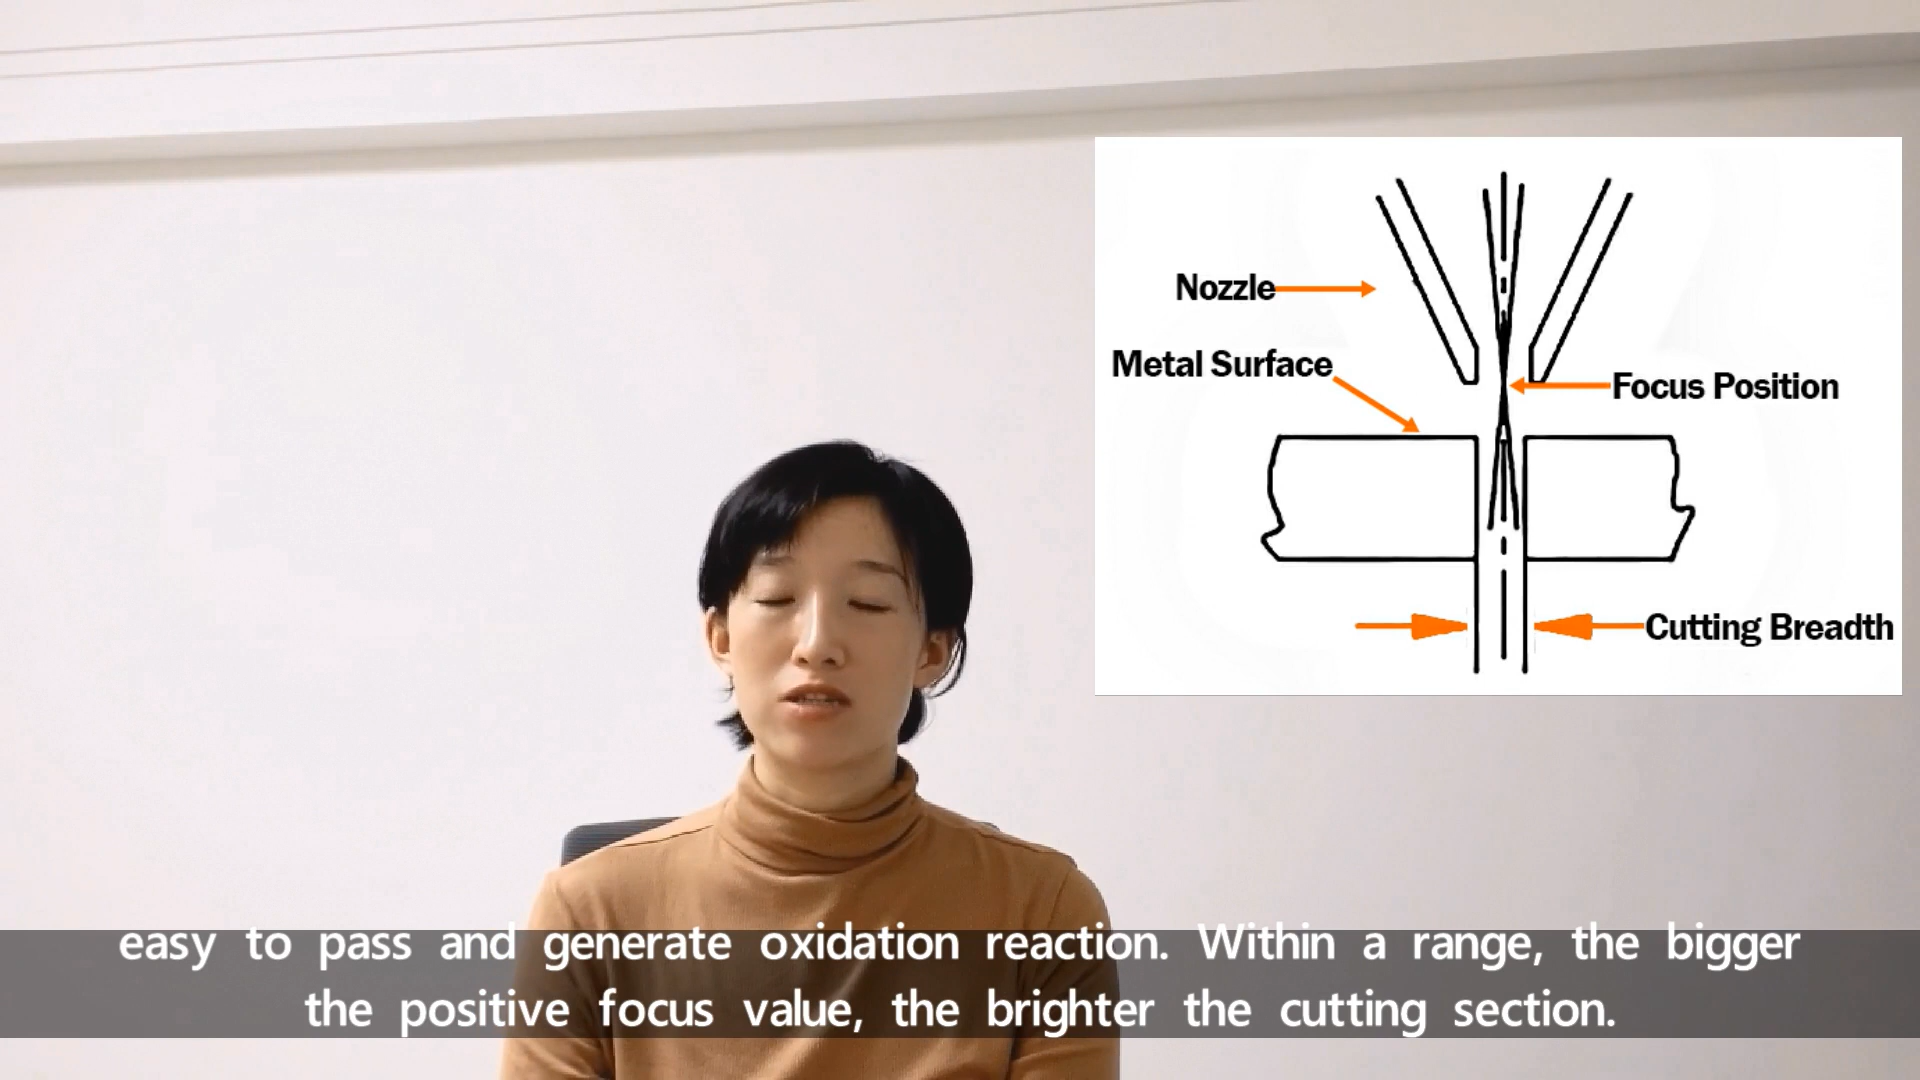 Nozzle
Metal Surface
Focus Position
Cutting Breadth
easy to pass and generate oxidation reaction. Within a range, the bigger
the positive focus value, the brighter the cutting section.